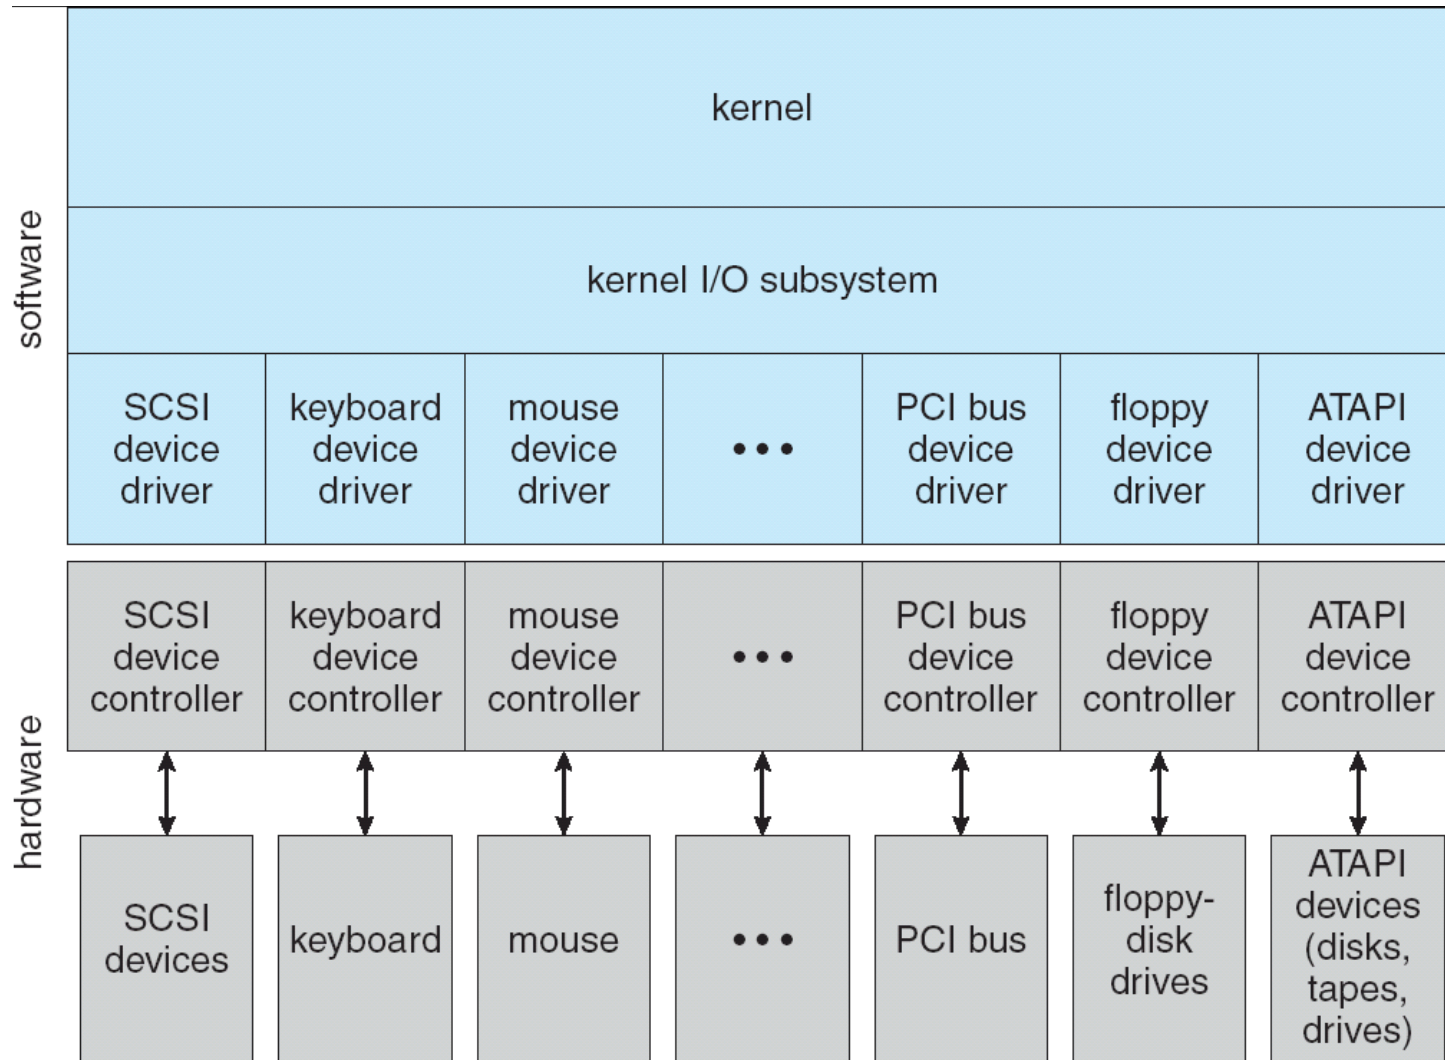 software
kernel
kernel I/O subsystem
SCSI
device
driver
keyboard
device
driver
mouse
device
driver
•••
PCI bus
device
driver
floppy
device
driver
ATAPI
device
driver
hardware
SCSI
device
controller
keyboard
device
controller
mouse
device
controller
•••
PCI bus
device
controller
floppy
device
controller
ATAPI
device
controller
SCSI
devices
keyboard
mouse
•••
PCI bus
floppy-
disk
drives
ATAPI
devices
(disks,
tapes,
drives)